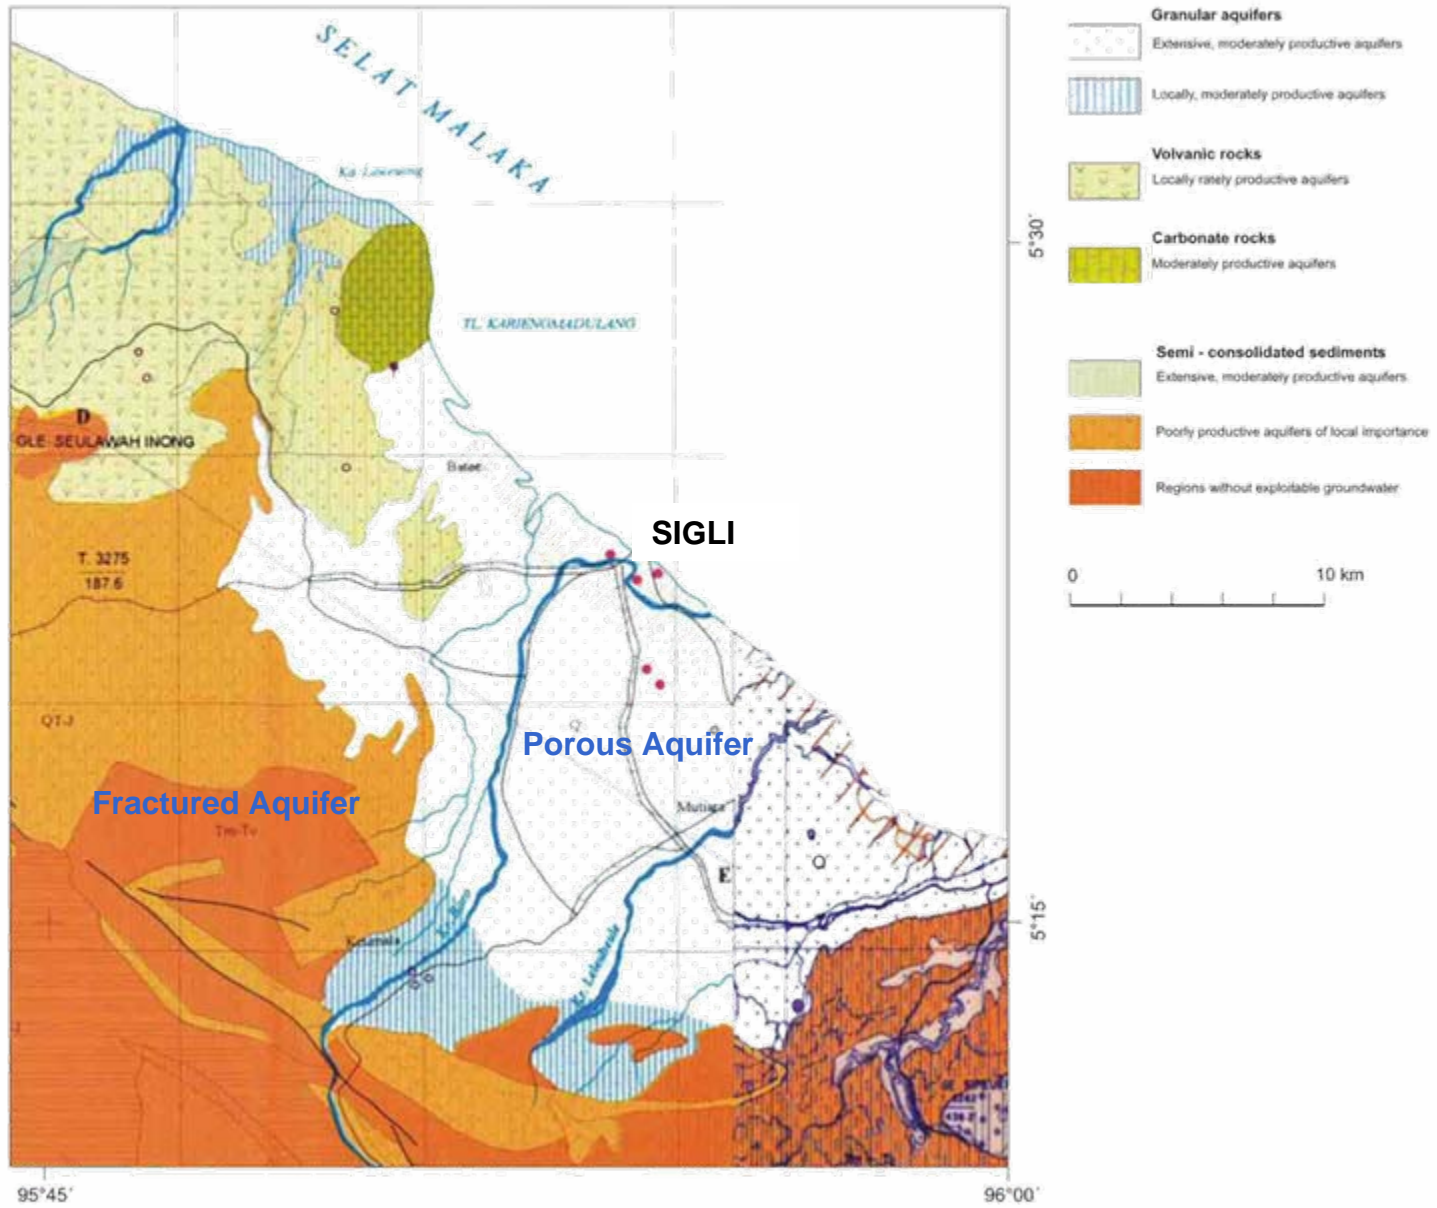 SELAT MALAKA
TL. KARIENGMADULANG
D
GLE SEULAWAH INONG
Batee
SIGLI
T. 3275
187.6
QT-J
Q
Porous Aquifer
Fractured Aquifer
Mutiara
Q
E
95°45´
96°00´
5°30´
5°15´
Granular aquifers
Extensive, moderately productive aquifers
Locally, moderately productive aquifers
Volvanic rocks
Locally rately productive aquifers
Carbonate rocks
Moderately productive aquifers
Semi - consolidated sediments
Extensive, moderately productive aquifers
Poorly productive aquifers of local importance
Regions without exploitable groundwater
0 10 km